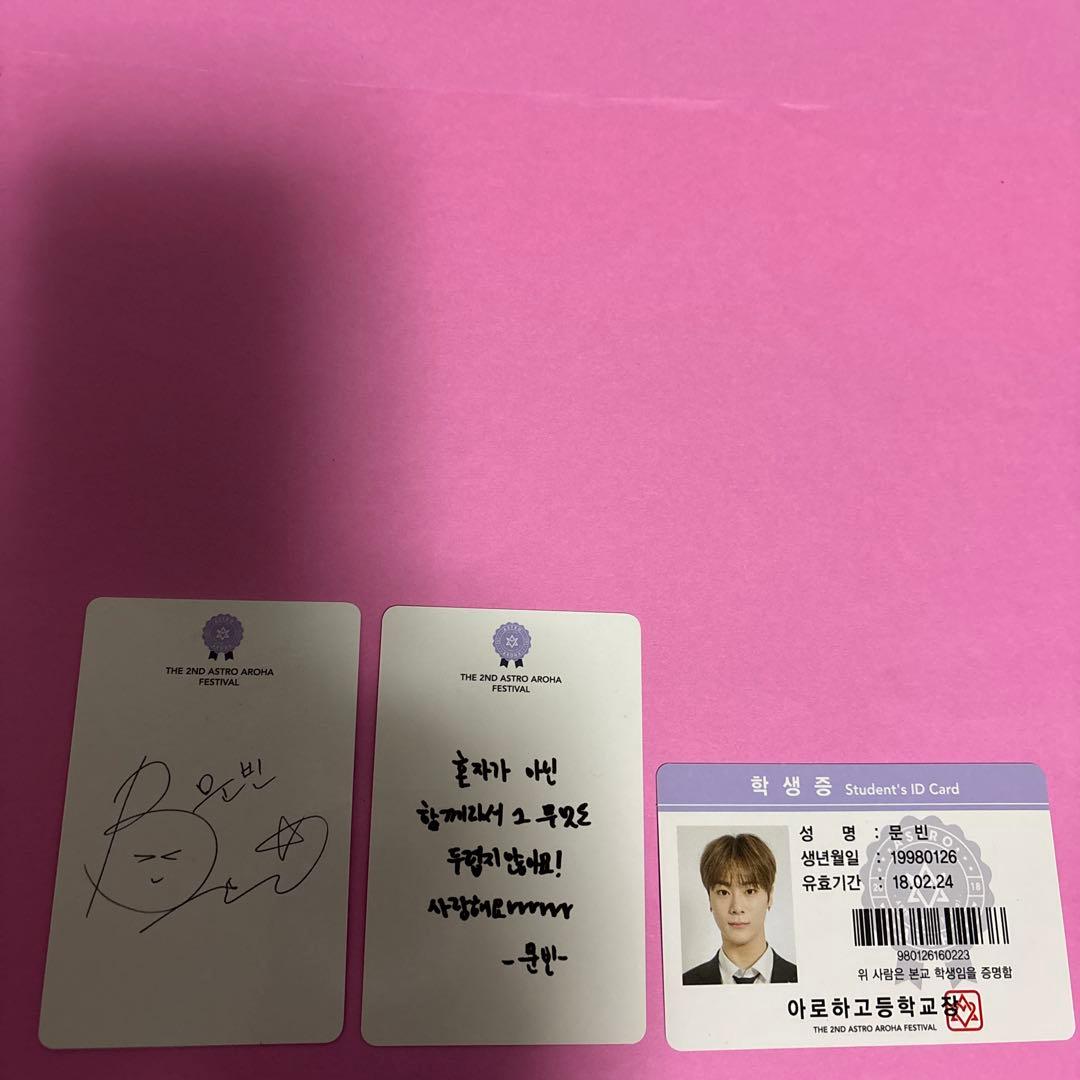 THE 2ND ASTRO AROHA
FESTIVAL
문빈
THE 2ND ASTRO AROHA
FESTIVAL
혼자가 아닌
함께라서 그 무엇도
두렵지 않아요!
사랑해요
-문빈-
학생증 Student's ID Card
성 명 : 문 빈
생년월일 : 19980126
유효기간 : 18.02.24
980126160223
위 사람은 본교 학생임을 증명함
아로하고등학교장
THE 2ND ASTRO AROHA FESTIVAL
ASTRO